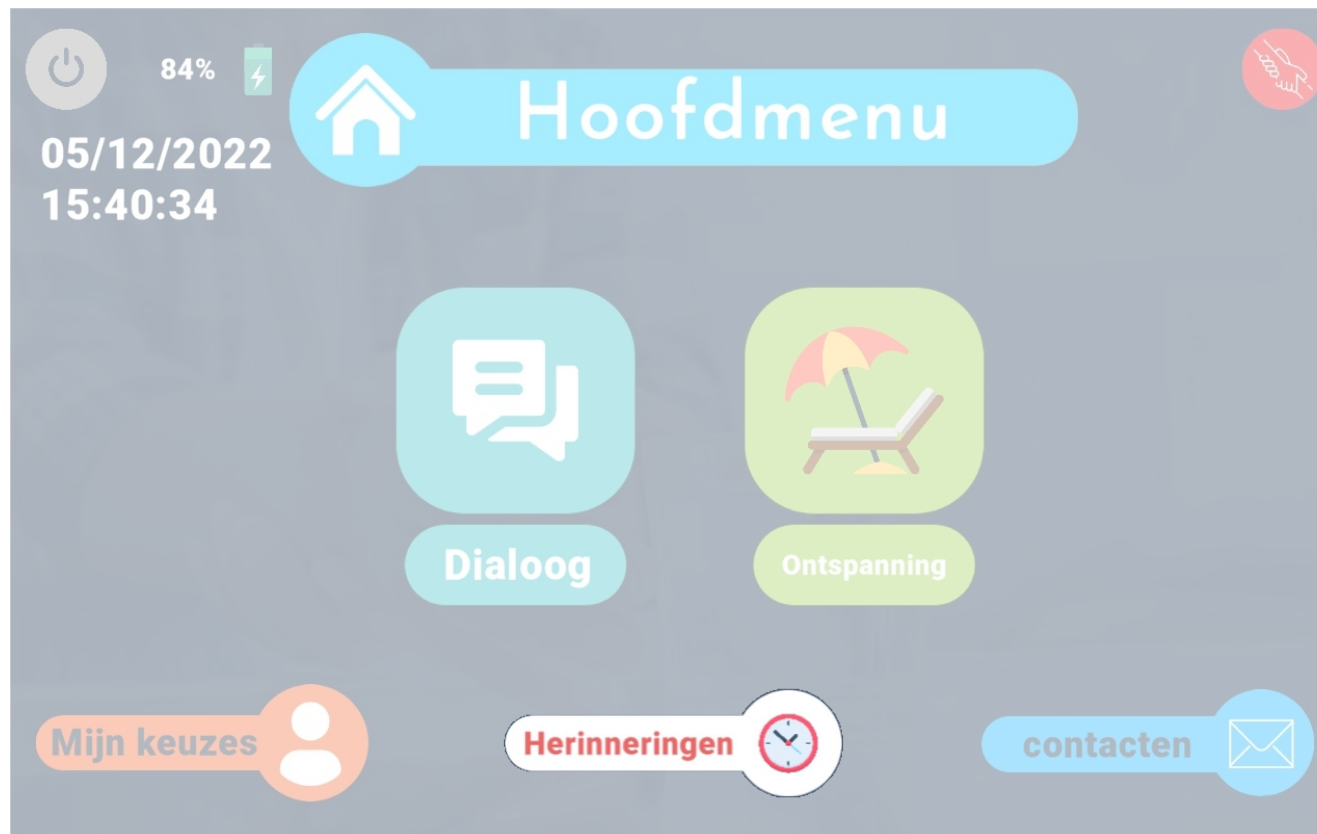 84%
Hoofdmenu
05/12/2022
15:40:34
Dialoog
Ontspanning
Mijn keuzes
Herinneringen
contacten